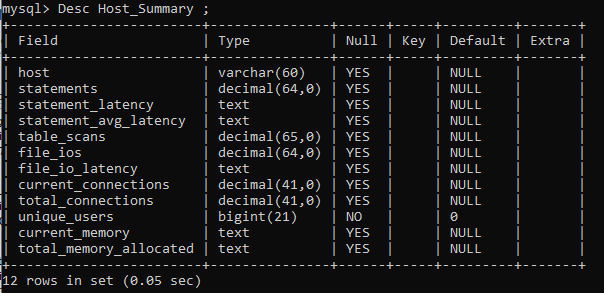 mysql> Desc Host_Summary ;
+------------------------+---------------+------+-----+---------+-------+
| Field                  | Type          | Null | Key | Default | Extra |
+------------------------+---------------+------+-----+---------+-------+
| host                   | varchar(60)   | YES  |     | NULL    |       |
| statements             | decimal(64,0) | YES  |     | NULL    |       |
| statement_latency      | text          | YES  |     | NULL    |       |
| statement_avg_latency  | text          | YES  |     | NULL    |       |
| table_scans            | decimal(65,0) | YES  |     | NULL    |       |
| file_ios               | decimal(64,0) | YES  |     | NULL    |       |
| file_io_latency        | text          | YES  |     | NULL    |       |
| current_connections    | decimal(41,0) | YES  |     | NULL    |       |
| total_connections      | decimal(41,0) | YES  |     | NULL    |       |
| unique_users           | bigint(21)    | NO   |     | 0       |       |
| current_memory         | text          | YES  |     | NULL    |       |
| total_memory_allocated | text          | YES  |     | NULL    |       |
+------------------------+---------------+------+-----+---------+-------+
12 rows in set (0.05 sec)